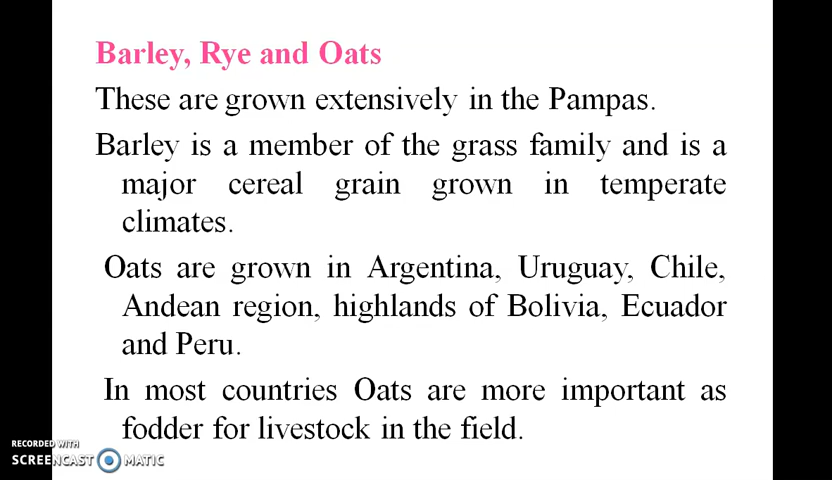 Barley, Rye and Oats
These are grown extensively in the Pampas.
Barley is a member of the grass family and is a
major cereal grain grown in temperate
climates.
Oats are grown in Argentina, Uruguay, Chile,
Andean region, highlands of Bolivia, Ecuador
and Peru.
In most countries Oats are more important as
fodder for livestock in the field.
RECORDED WITH
SCREENCAST MATIC